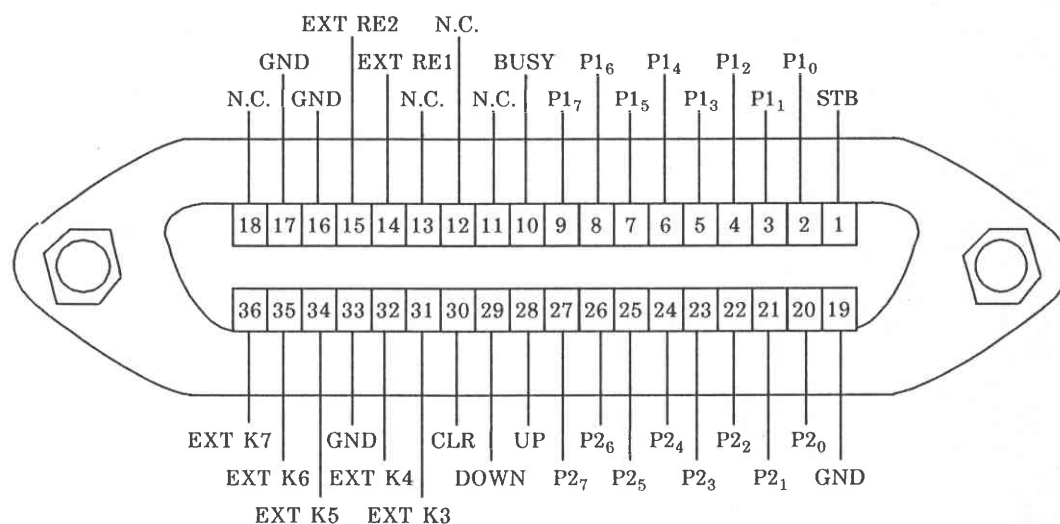 EXT RE2 N.C.
GND EXT RE1 BUSY P1₆ P1₄ P1₂ P1₀
N.C. GND N.C. N.C. P1₇ P1₅ P1₃ P1₁ STB
18 17 16 15 14 13 12 11 10 9 8 7 6 5 4 3 2 1
36 35 34 33 32 31 30 29 28 27 26 25 24 23 22 21 20 19
EXT K7 GND CLR UP P2₆ P2₄ P2₂ P2₀
EXT K6 EXT K4 DOWN P2₇ P2₅ P2₃ P2₁ GND
EXT K5 EXT K3